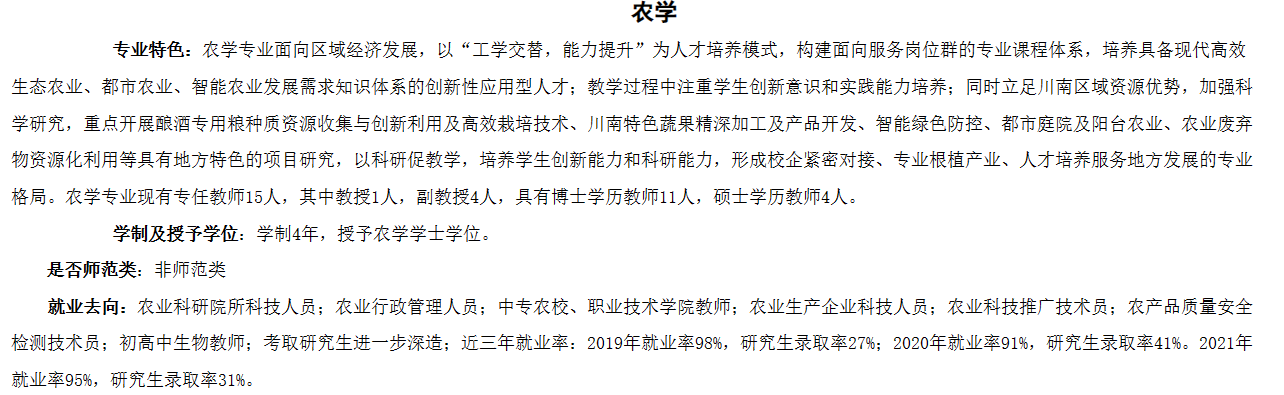 农学
专业特色：农学专业面向区域经济发展，以“工学交替，能力提升”为人才培养模式，构建面向服务岗位群的专业课程体系，培养具备现代高效
生态农业、都市农业、智能农业发展需求知识体系的创新性应用型人才；教学过程中注重学生创新意识和实践能力培养；同时立足川南区域资源优势，加强科
学研究，重点开展酿酒专用粮种质资源收集与创新利用及高效栽培技术、川南特色蔬果精深加工及产品开发、智能绿色防控、都市庭院及阳台农业、农业废弃
物资源化利用等具有地方特色的项目研究，以科研促教学，培养学生创新能力和科研能力，形成校企紧密对接、专业根植产业、人才培养服务地方发展的专业
格局。农学专业现有专任教师15人，其中教授1人，副教授4人，具有博士学历教师11人，硕士学历教师4人。
学制及授予学位：学制4年，授予农学学士学位。
是否师范类：非师范类
就业去向：农业科研院所科技人员；农业行政管理人员；中专农校、职业技术学院教师；农业生产企业科技人员；农业科技推广技术员；农产品质量安全
检测技术员；初高中生物教师；考取研究生进一步深造；近三年就业率：2019年就业率98%，研究生录取率27%；2020年就业率91%，研究生录取率41%。2021年
就业率95%，研究生录取率31%。